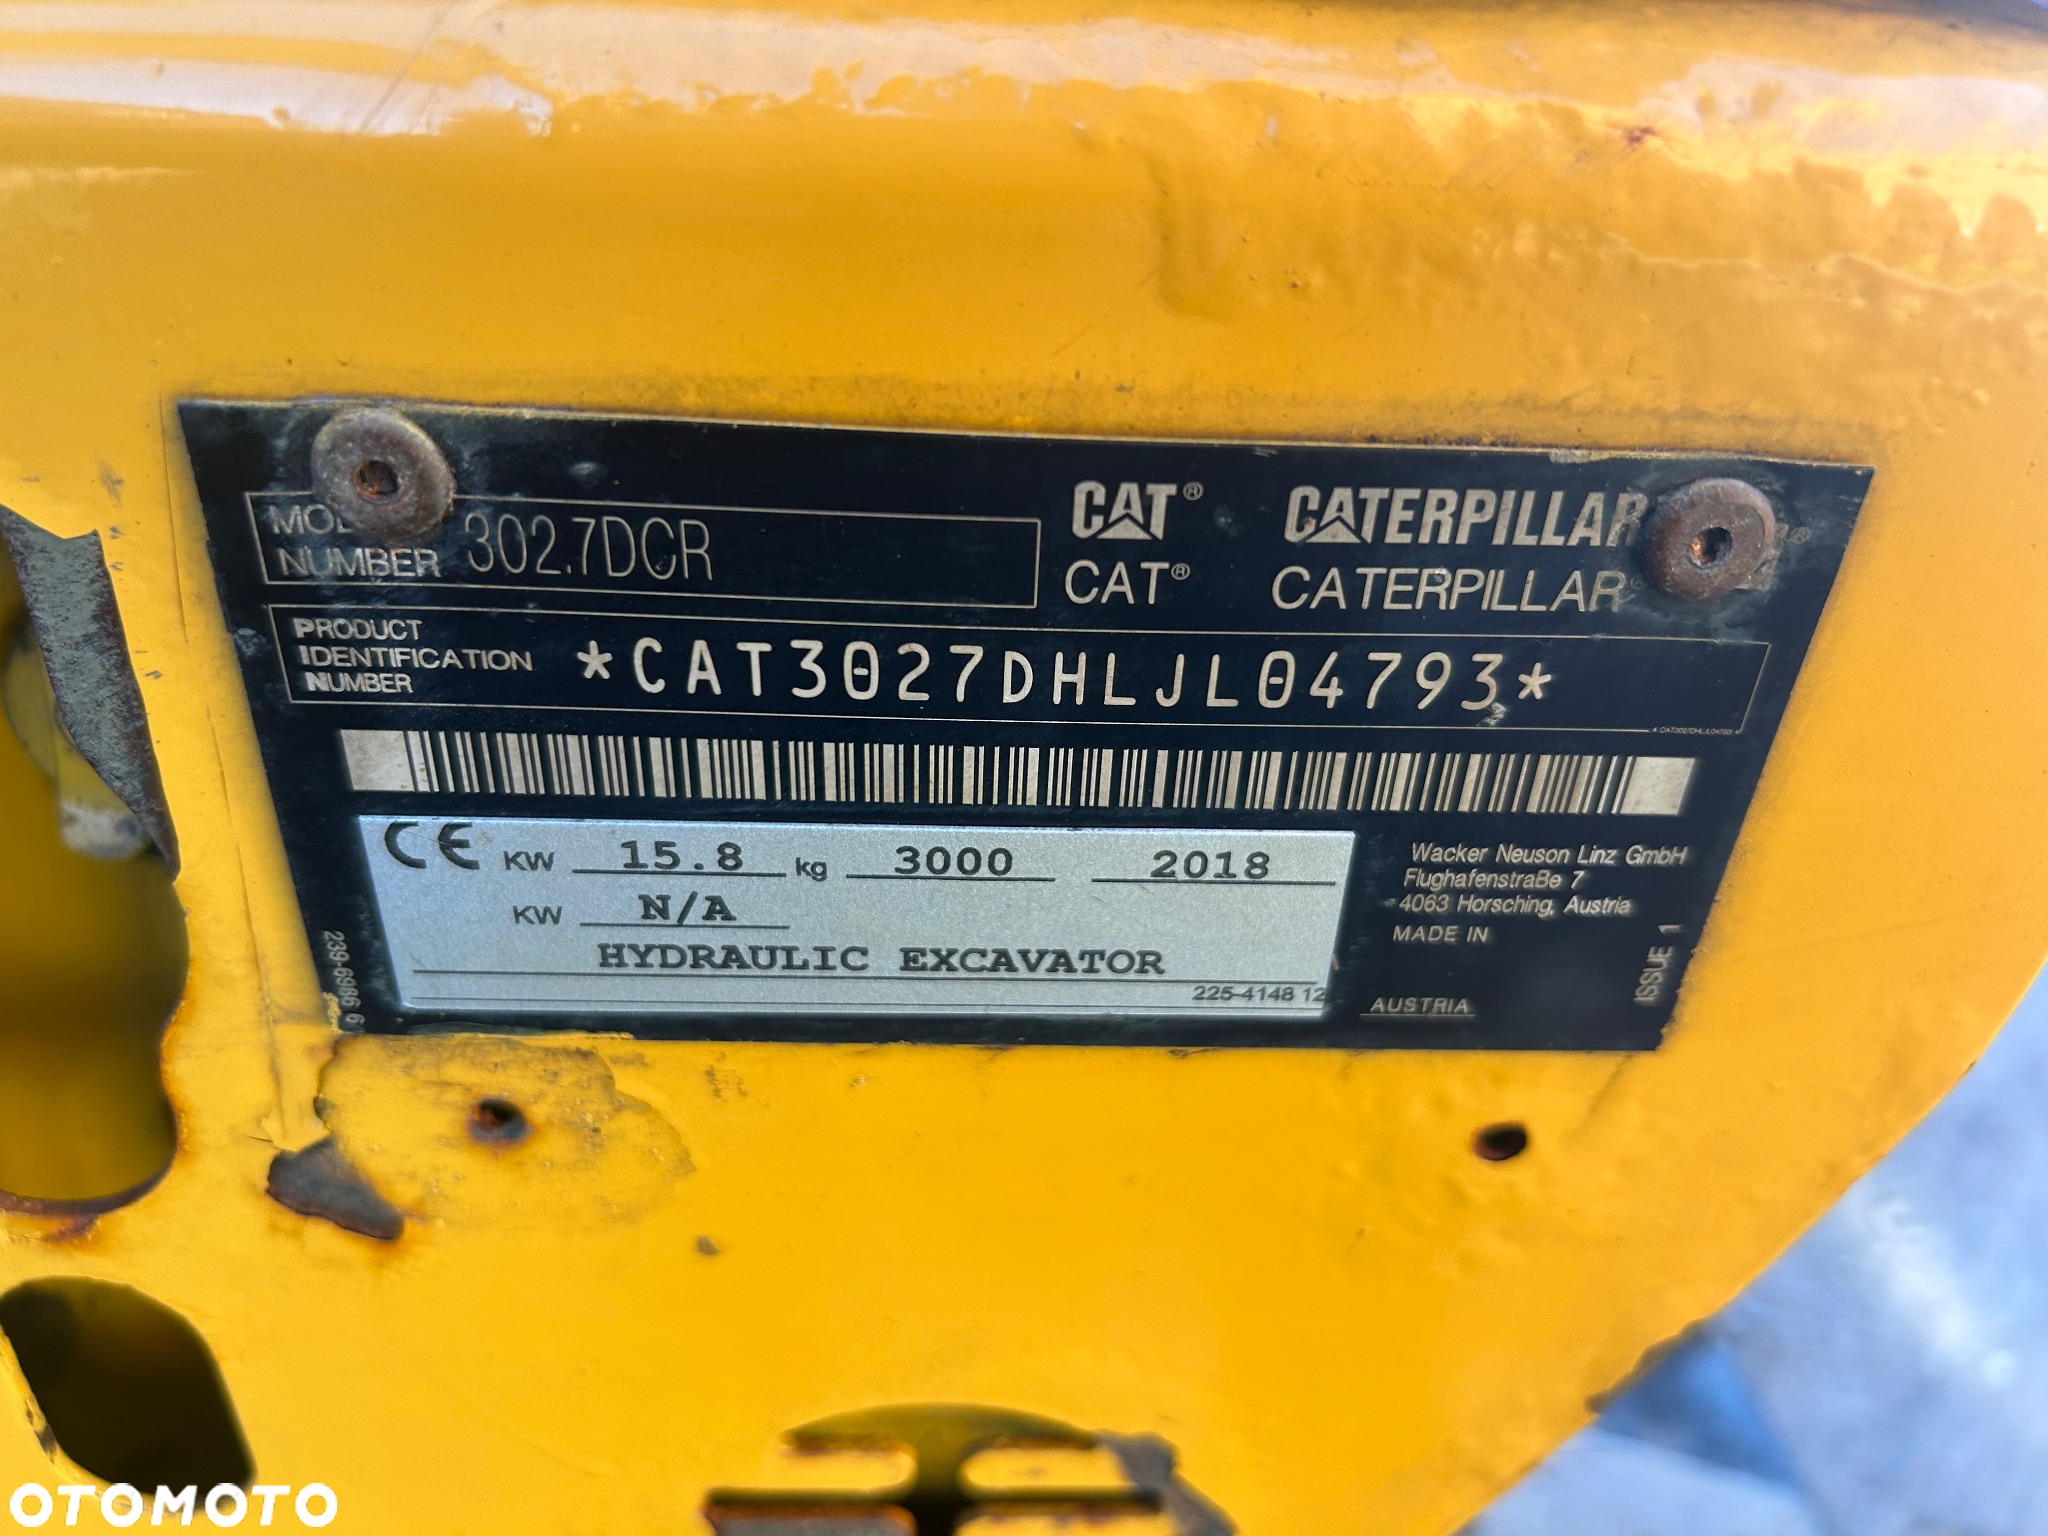 NUMBER 302.7DCR
CAT® CATERPILLAR®
CAT® CATERPILLAR®
PRODUCT
IDENTIFICATION
NUMBER
*CAT3027DHLJL04793*
*CAT3027DHLJL04793*
CE KW 15.8 kg 3000 2018
KW N/A
HYDRAULIC EXCAVATOR
225-4148 12
239-6986 6
Wacker Neuson Linz GmbH
FlughafenstraBe 7
4063 Horsching, Austria
MADE IN
AUSTRIA
ISSUE 1
OTOMOTO